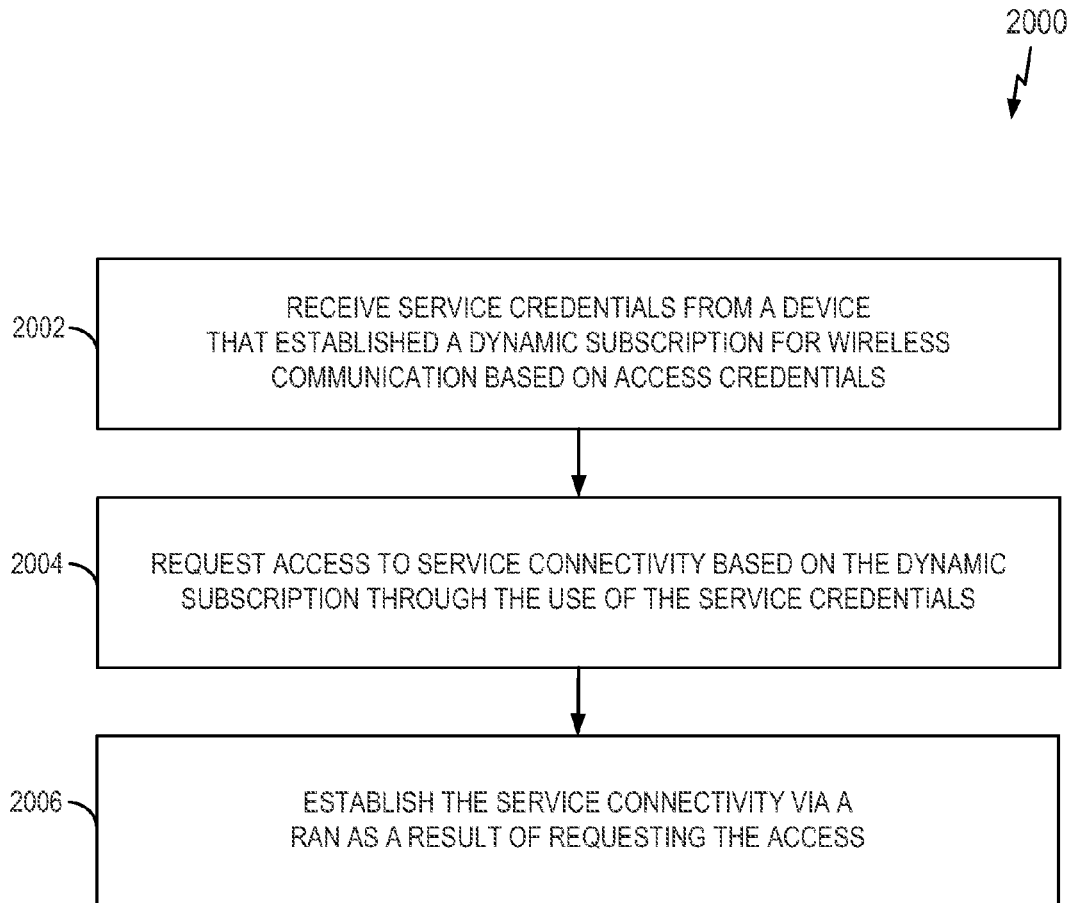 2000
2002
RECEIVE SERVICE CREDENTIALS FROM A DEVICE
THAT ESTABLISHED A DYNAMIC SUBSCRIPTION FOR WIRELESS
COMMUNICATION BASED ON ACCESS CREDENTIALS
2004
REQUEST ACCESS TO SERVICE CONNECTIVITY BASED ON THE DYNAMIC
SUBSCRIPTION THROUGH THE USE OF THE SERVICE CREDENTIALS
2006
ESTABLISH THE SERVICE CONNECTIVITY VIA A
RAN AS A RESULT OF REQUESTING THE ACCESS